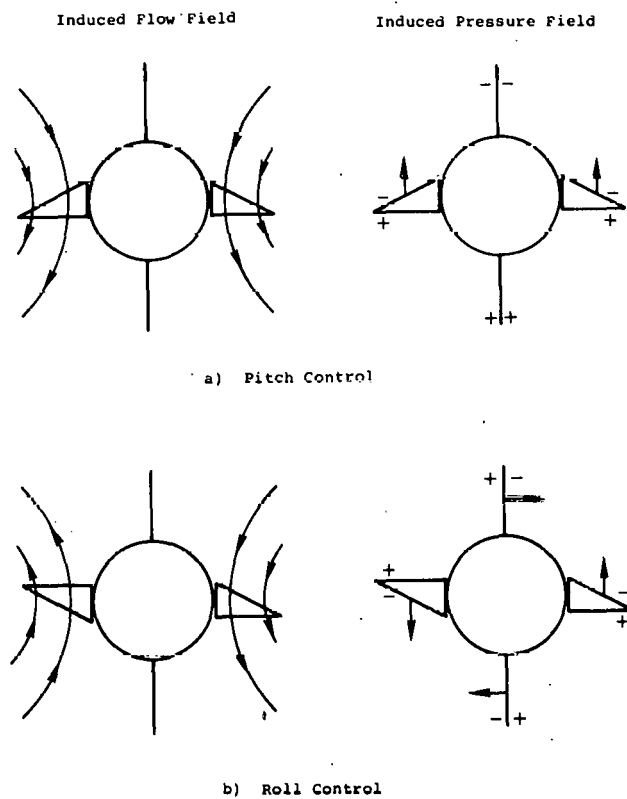 Induced Flow Field
Induced Pressure Field
- -
- -
+ +
++
a) Pitch Control
+ -
+ -
- +
- +
b) Roll Control